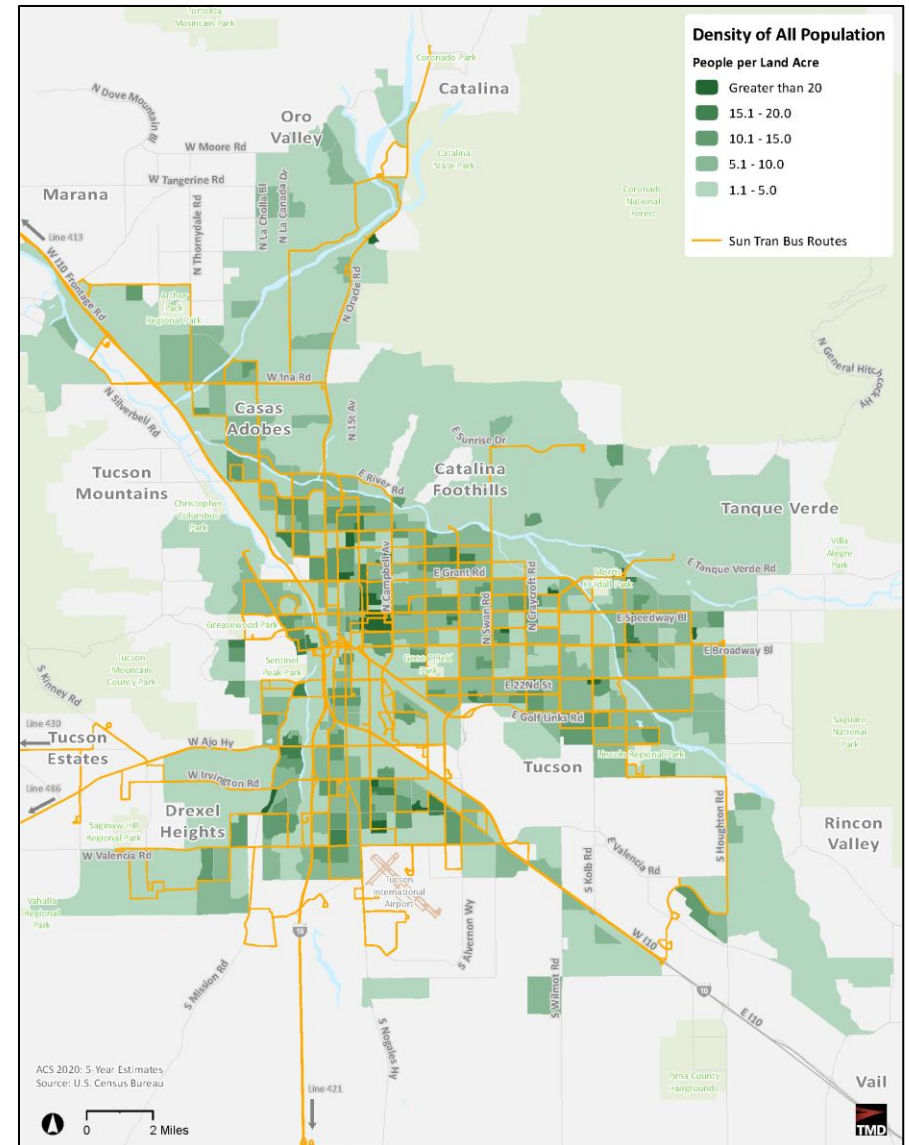 Tortolita
Mountain Park
Coronado Park
Catalina
N Dove Mountain Bl
Oro
Valley
W Moore Rd
Catalina
State Park
W Tangerine Rd
Marana
N Thornydale Rd
N La Cholla Bl
N La Canada Dr
Coronado
National
Forest
Line 413
W I10 Frontage Rd
Arthur
Pack
Regional Park
N Oracle Rd
N General Hitchcock Hy
W Ina Rd
N Silverbell Rd
Casas
Adobes
N 1St Av
E Sunrise Dr
Tucson
Mountains
E River Rd
Catalina
Foothills
Christopher
Columbus
Park
Tanque Verde
Villa
Alegre
Park
E Tanque Verde Rd
N Campbell Av
E Grant Rd
N Swan Rd
N Craycroft Rd
Morris
Udall Park
Greasewood Park
E Speedway Bl
E Broadway Bl
Tucson
Mountain
County Park
Sentinel
Peak Park
Gene C Reid
Park
S Kinney Rd
E 22Nd St
E Golf Links Rd
Saguaro
National
Park
Line 430
Tucson
Estates
W Ajo Hy
Tucson
Lincoln Regional Park
Line 486
W Irvington Rd
Drexel
Heights
Saginaw Hill
Regional Park
S Houghton Rd
Rincon
Valley
W Valencia Rd
S Kolb Rd
E Valencia Rd
Tucson
International
Airport
Vahalla
Regional
Park
S Alvernon Wy
W I10
19
S Mission Rd
S Wilmot Rd
10
E I10
S Nogales Hy
Pima County
Fairgrounds
Vail
Line 421
Density of All Population
People per Land Acre
Greater than 20
15.1 - 20.0
10.1 - 15.0
5.1 - 10.0
1.1 - 5.0
Sun Tran Bus Routes
ACS 2020: 5-Year Estimates
Source: U.S. Census Bureau
0 2 Miles
TMD